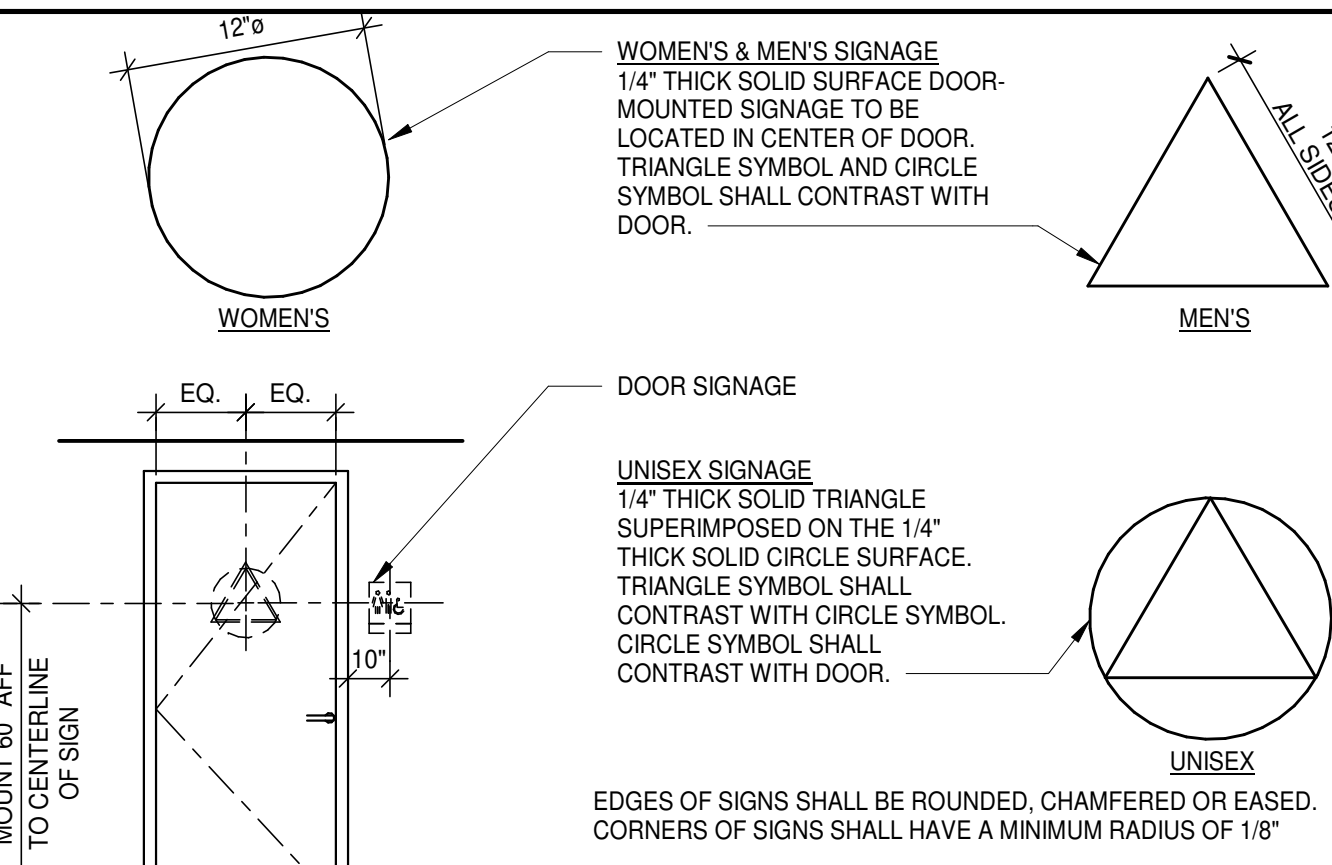 12"ø
WOMEN'S & MEN'S SIGNAGE
1/4" THICK SOLID SURFACE DOOR-
MOUNTED SIGNAGE TO BE
LOCATED IN CENTER OF DOOR.
TRIANGLE SYMBOL AND CIRCLE
SYMBOL SHALL CONTRAST WITH
DOOR.
ALL SIDES
WOMEN'S
MEN'S
EQ. EQ.
DOOR SIGNAGE
UNISEX SIGNAGE
1/4" THICK SOLID TRIANGLE
SUPERIMPOSED ON THE 1/4"
THICK SOLID CIRCLE SURFACE.
TRIANGLE SYMBOL SHALL
CONTRAST WITH CIRCLE SYMBOL.
CIRCLE SYMBOL SHALL
CONTRAST WITH DOOR.
10"
MOUNT 60" AFF
TO CENTERLINE
OF SIGN
UNISEX
EDGES OF SIGNS SHALL BE ROUNDED, CHAMFERED OR EASED.
CORNERS OF SIGNS SHALL HAVE A MINIMUM RADIUS OF 1/8"